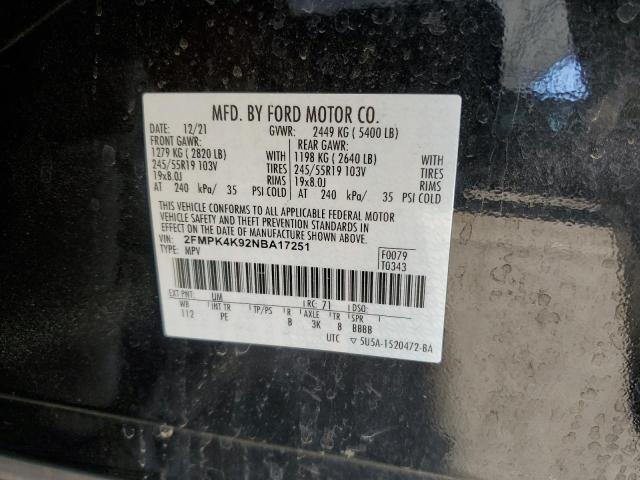 MFD. BY FORD MOTOR CO.
DATE: 12/21 GVWR: 2449 KG ( 5400 LB)
FRONT GAWR: REAR GAWR:
1279 KG ( 2820 LB) WITH 1198 KG ( 2640 LB) WITH
245/55R19 103V TIRES 245/55R19 103V TIRES
19x8.0J RIMS 19x8.0J RIMS
AT 240 kPa/ 35 PSI COLD AT 240 kPa/ 35 PSI COLD
THIS VEHICLE CONFORMS TO ALL APPLICABLE FEDERAL MOTOR
VEHICLE SAFETY AND THEFT PREVENTION STANDARDS IN
EFFECT ON THE DATE OF MANUFACTURE SHOWN ABOVE.
VIN: 2FMPK4K92NBA17251 F0079
TYPE: MPV T0343
EXT PNT: UM RC: 71 DSO:
WB INT TR TP/PS R AXLE TR SPR
112 PE B 3K 8 BBBB
UTC ▽ 5U5A-1520472-BA